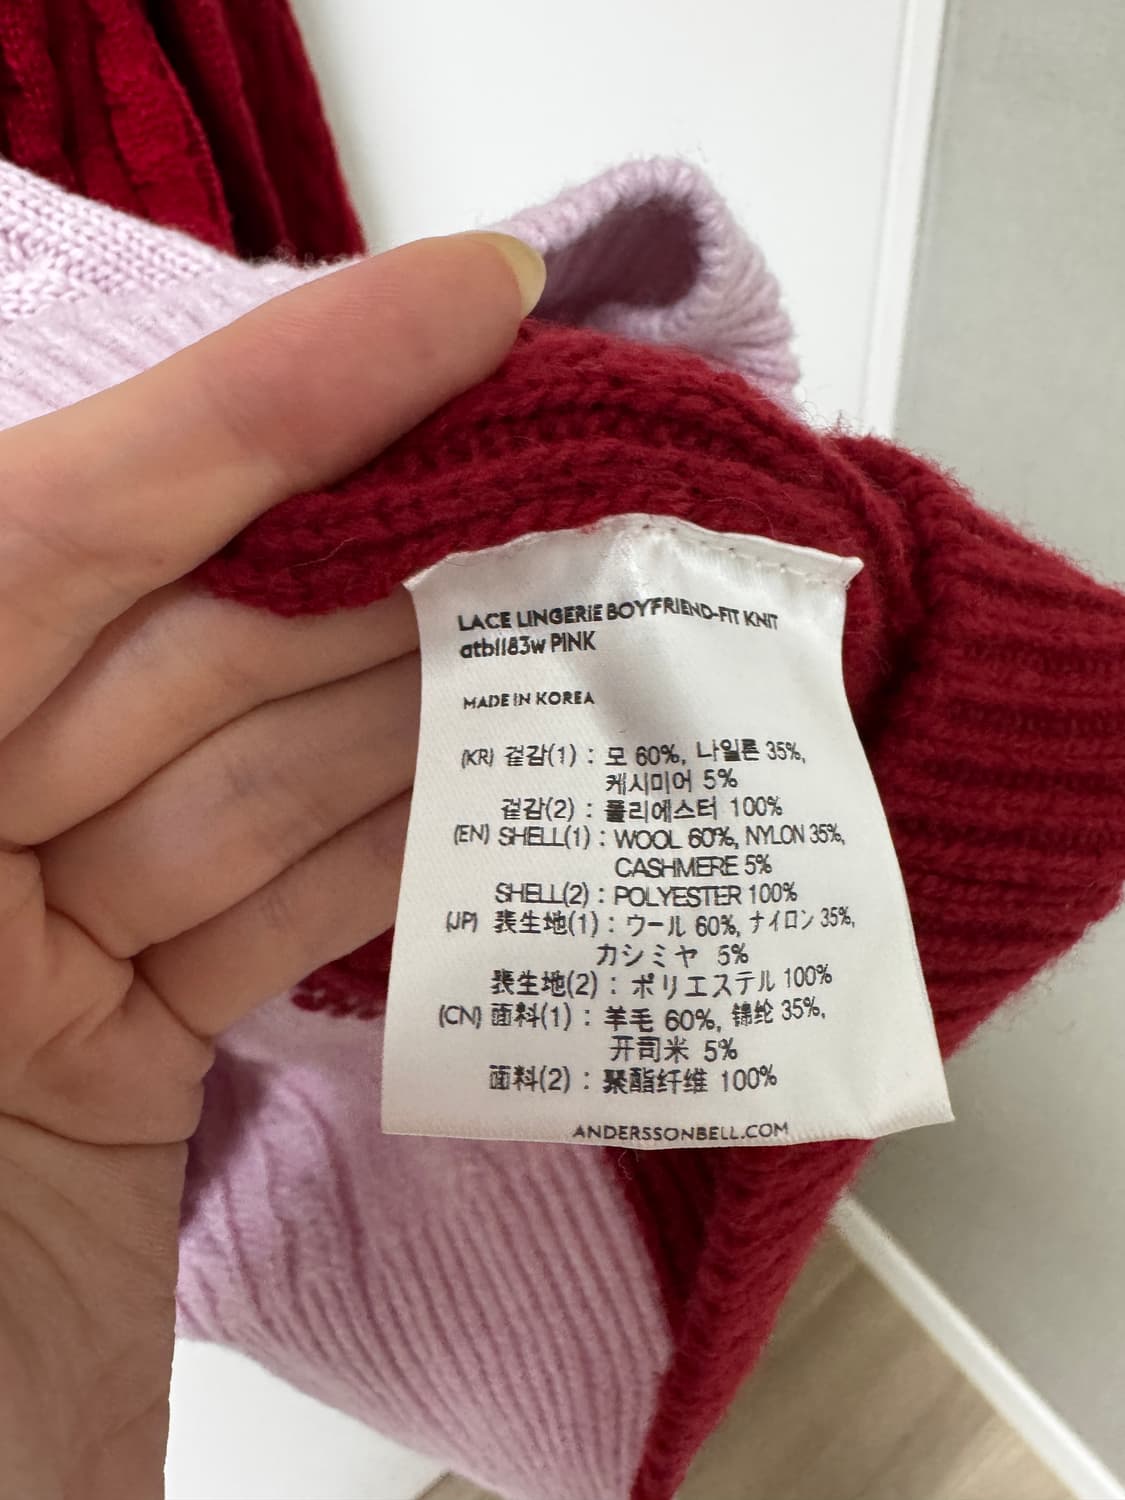 LACE LINGERIE BOYFRIEND-FIT KNIT
atb1183w PINK
MADE IN KOREA
(KR) 겉감(1) : 모 60%, 나일론 35%,
케시미어 5%
겉감(2) : 폴리에스터 100%
(EN) SHELL(1) : WOOL 60%, NYLON 35%,
CASHMERE 5%
SHELL(2) : POLYESTER 100%
(JP) 表生地(1) : ウール 60%, ナイロン 35%,
カシミヤ 5%
表生地(2) : ポリエステル 100%
(CN) 面料(1) : 羊毛 60%, 锦纶 35%,
开司米 5%
面料(2) : 聚酯纤维 100%
ANDERSSONBELL.COM